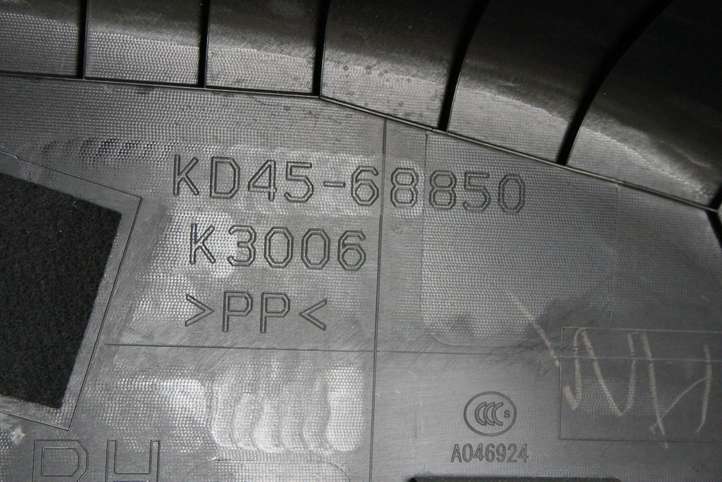 KD45-68850
K3006
>PP<
CCC S
A046924
RH